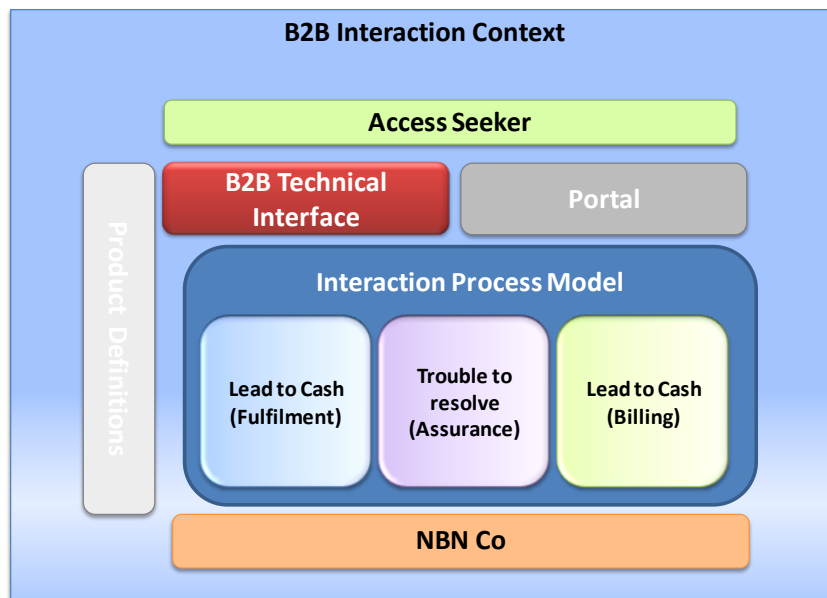 B2B Interaction Context
Access Seeker
Product Definitions
B2B Technical
Interface
Portal
Interaction Process Model
Lead to Cash
(Fulfilment)
Trouble to
resolve
(Assurance)
Lead to Cash
(Billing)
NBN Co